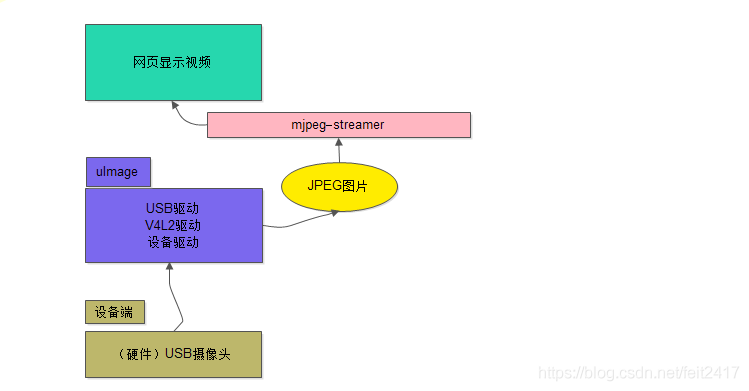 网页显示视频
mjpeg-streamer
JPEG图片
uImage
USB驱动
V4L2驱动
设备驱动
设备端
（硬件）USB摄像头
https://blog.csdn.net/feit2417